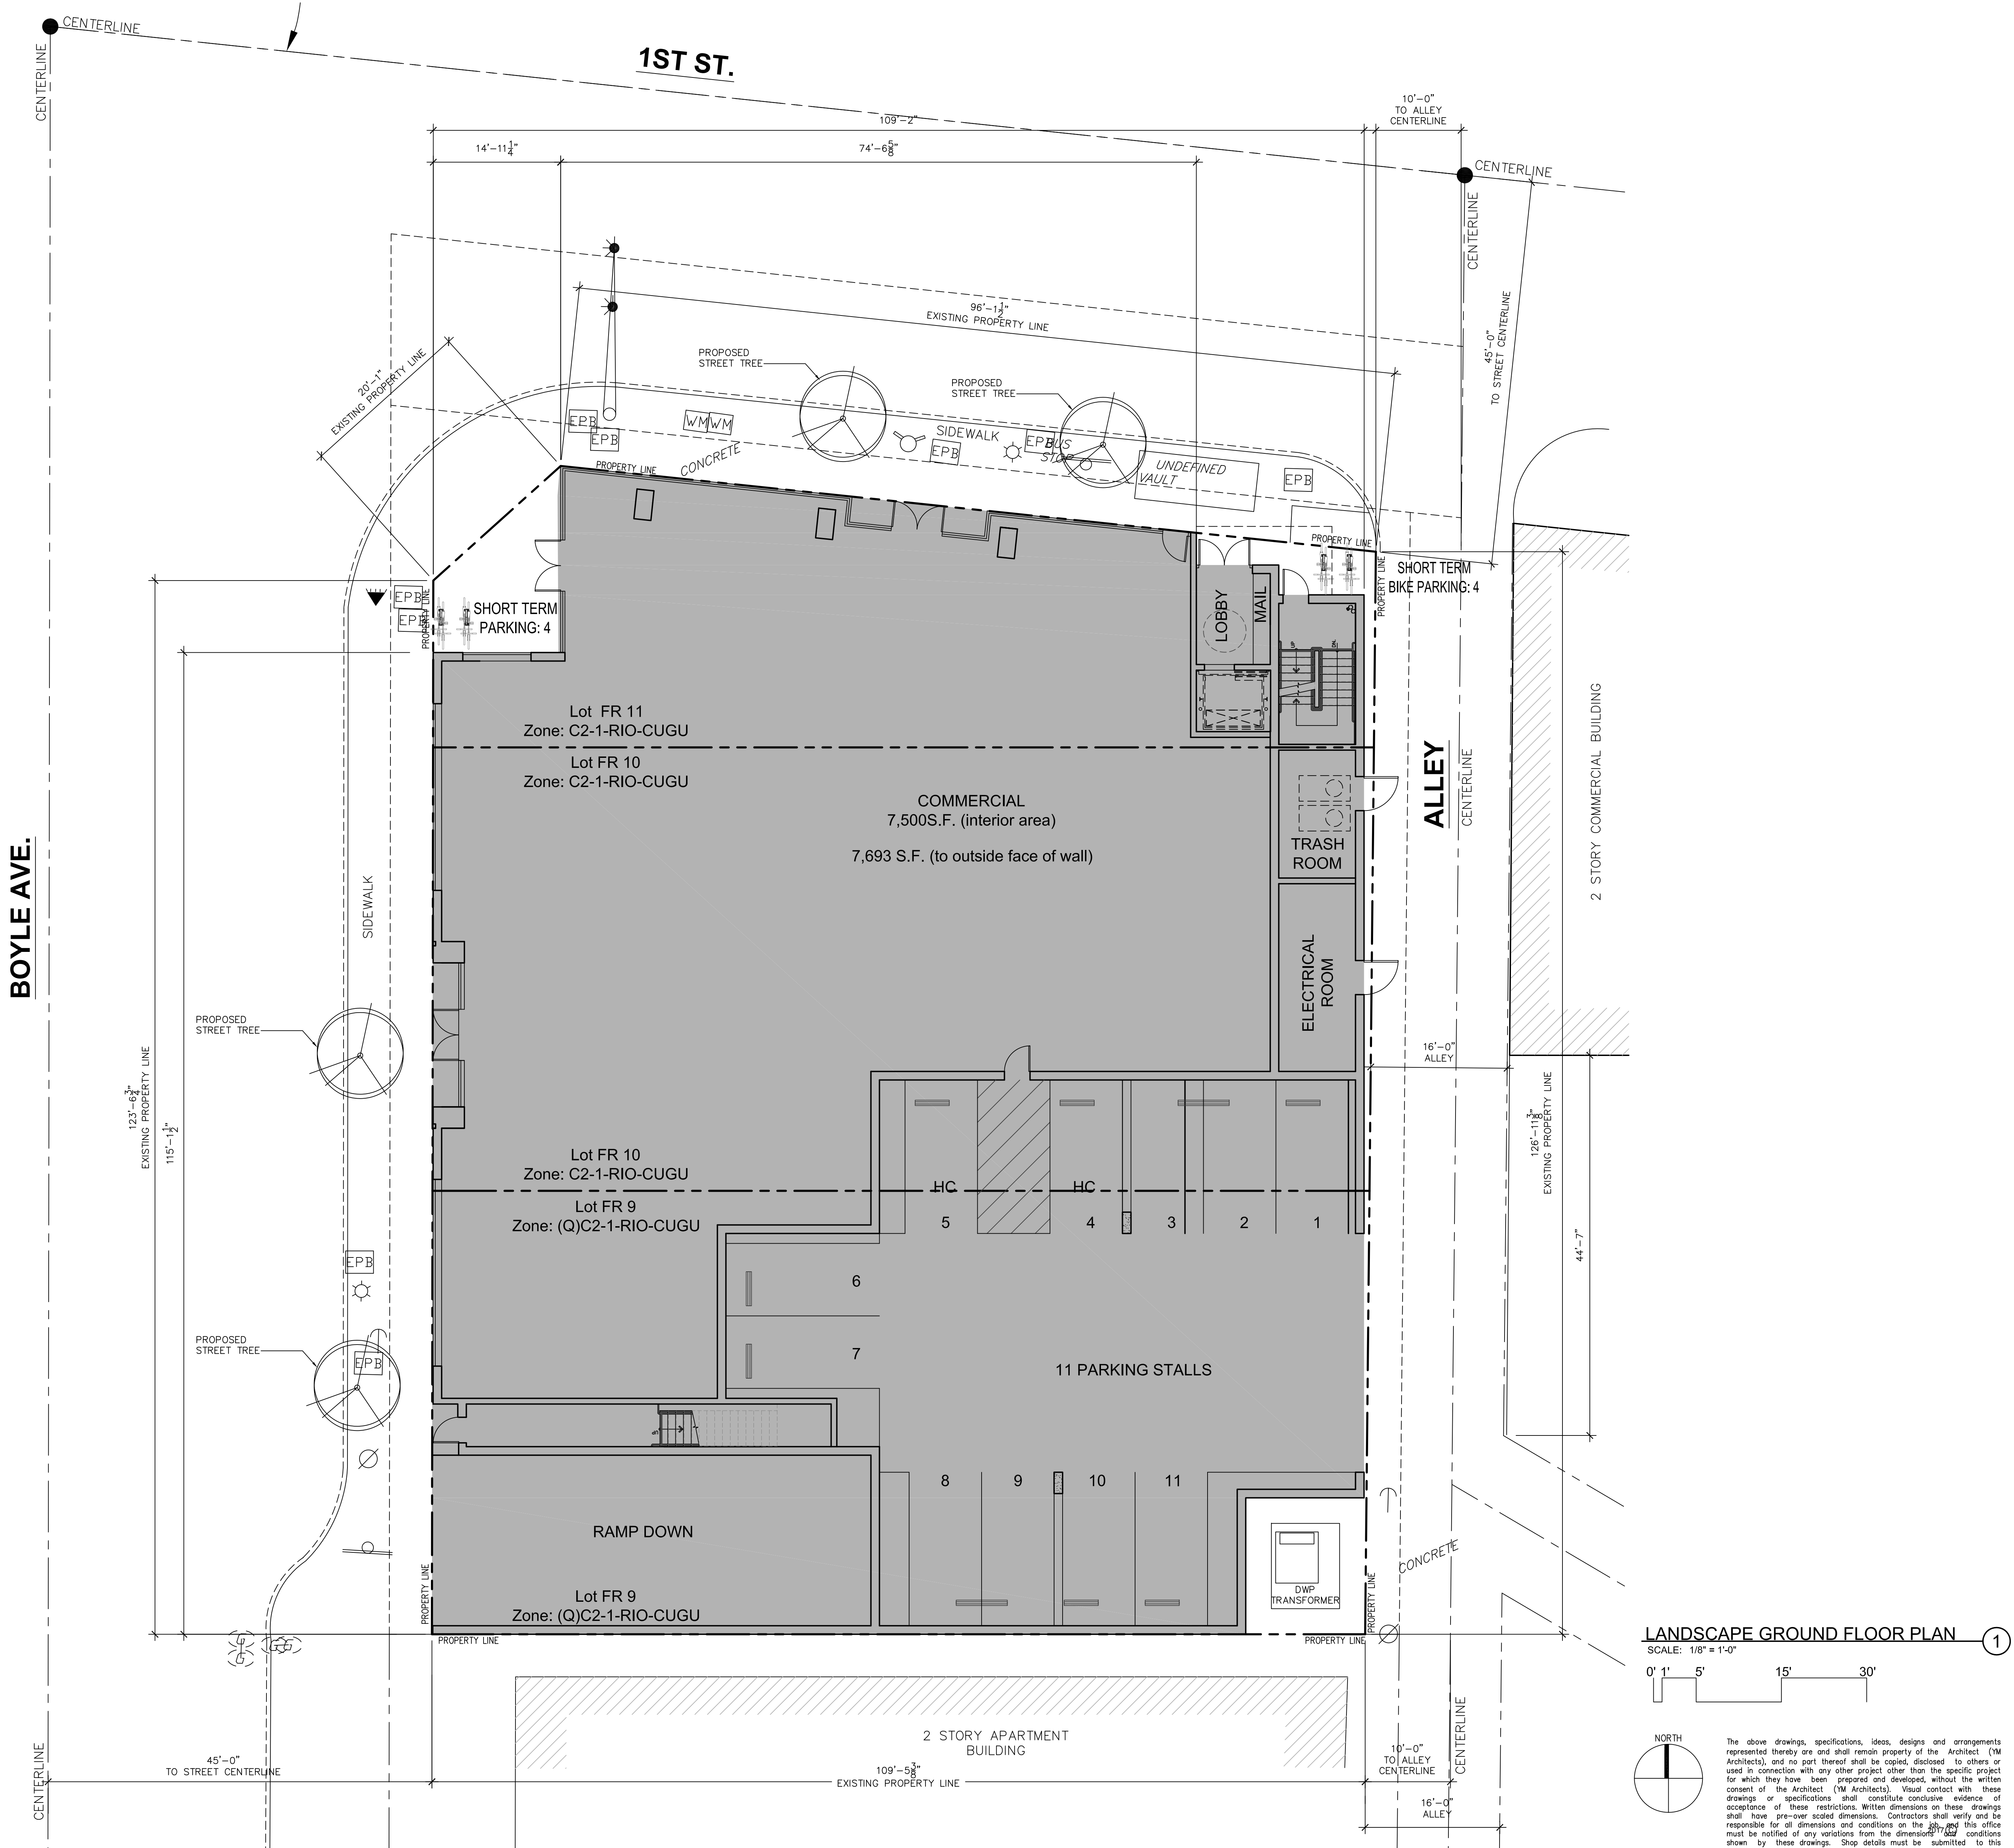 CENTERLINE
CENTERLINE
1ST ST.
109'-2"
10'-0"
TO ALLEY
CENTERLINE
14'-11 1/4"
74'-6 5/8"
CENTERLINE
CENTERLINE
96'-1 1/2"
EXISTING PROPERTY LINE
45'-0"
TO STREET CENTERLINE
20'-1"
EXISTING PROPERTY LINE
PROPOSED
STREET TREE
PROPOSED
STREET TREE
EPB
EPB
WM
WM
CONCRETE
SIDEWALK
EPB
EPB
BUS
STOP
UNDEFINED
VAULT
EPB
PROPERTY LINE
PROPERTY LINE
PROPERTY LINE
PROPERTY LINE
EPB
EPB
SHORT TERM
PARKING: 4
SHORT TERM
BIKE PARKING: 4
LOBBY
MAIL
UP
DN.
Lot FR 11
Zone: C2-1-RIO-CUGU
Lot FR 10
Zone: C2-1-RIO-CUGU
COMMERCIAL
7,500S.F. (interior area)
7,693 S.F. (to outside face of wall)
TRASH
ROOM
ELECTRICAL
ROOM
ALLEY
CENTERLINE
2 STORY COMMERCIAL BUILDING
BOYLE AVE.
SIDEWALK
PROPOSED
STREET TREE
123'-6 3/4"
EXISTING PROPERTY LINE
115'-1 1/2"
16'-0"
ALLEY
126'-11 3/8"
EXISTING PROPERTY LINE
44'-7"
Lot FR 10
Zone: C2-1-RIO-CUGU
Lot FR 9
Zone: (Q)C2-1-RIO-CUGU
HC
HC
5
4
3
2
1
6
7
11 PARKING STALLS
EPB
PROPOSED
STREET TREE
EPB
8
9
10
11
RAMP DOWN
Lot FR 9
Zone: (Q)C2-1-RIO-CUGU
DWP
TRANSFORMER
CONCRETE
PROPERTY LINE
PROPERTY LINE
PROPERTY LINE
PROPERTY LINE
2 STORY APARTMENT
BUILDING
CENTERLINE
45'-0"
TO STREET CENTERLINE
109'-5 3/8"
EXISTING PROPERTY LINE
10'-0"
TO ALLEY
CENTERLINE
CENTERLINE
16'-0"
ALLEY
LANDSCAPE GROUND FLOOR PLAN
1
SCALE: 1/8" = 1'-0"
0' 1' 5' 15' 30'
NORTH
The above drawings, specifications, ideas, designs and arrangements
represented thereby are and shall remain property of the Architect (YM
Architects), and no part thereof shall be copied, disclosed to others or
used in connection with any other project other than the specific project
for which they have been prepared and developed, without the written
consent of the Architect (YM Architects). Visual contact with these
drawings or specifications shall constitute conclusive evidence of
acceptance of these restrictions. Written dimensions on these drawings
shall have pre-over scaled dimensions. Contractors shall verify and be
responsible for all dimensions and conditions on the job, and this office
must be notified of any variations from the dimensions and conditions
shown by these drawings. Shop details must be submitted to this